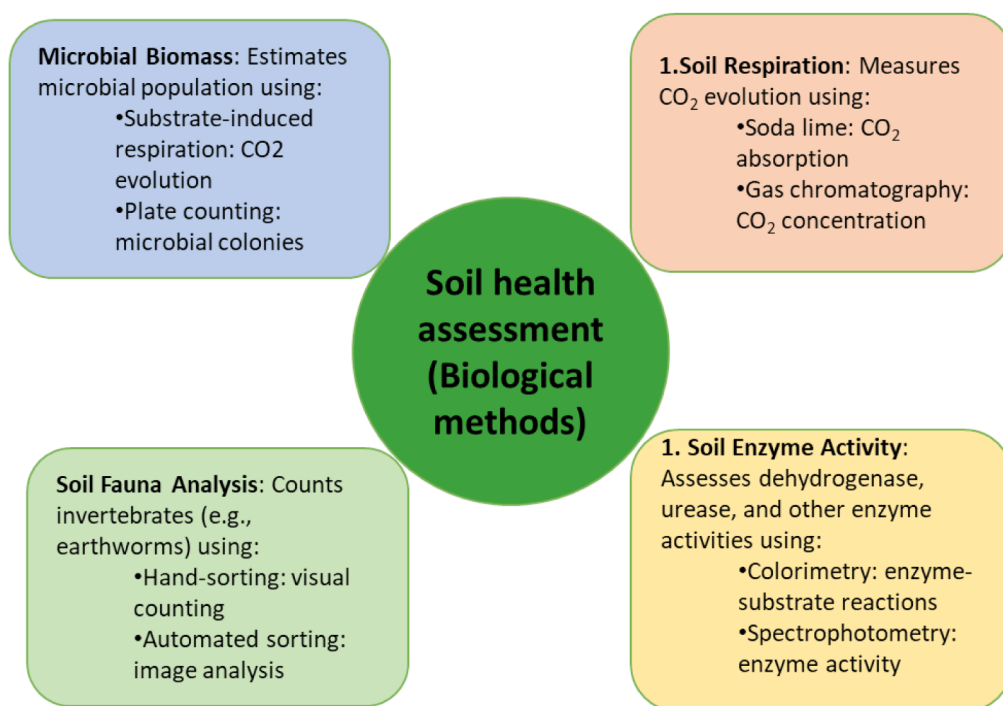 Microbial Biomass: Estimates
microbial population using:
•Substrate-induced
respiration: CO2
evolution
•Plate counting:
microbial colonies
1.Soil Respiration: Measures
CO₂ evolution using:
•Soda lime: CO₂
absorption
•Gas chromatography:
CO₂ concentration
Soil health
assessment
(Biological
methods)
Soil Fauna Analysis: Counts
invertebrates (e.g.,
earthworms) using:
•Hand-sorting: visual
counting
•Automated sorting:
image analysis
1. Soil Enzyme Activity:
Assesses dehydrogenase,
urease, and other enzyme
activities using:
•Colorimetry: enzyme-
substrate reactions
•Spectrophotometry:
enzyme activity